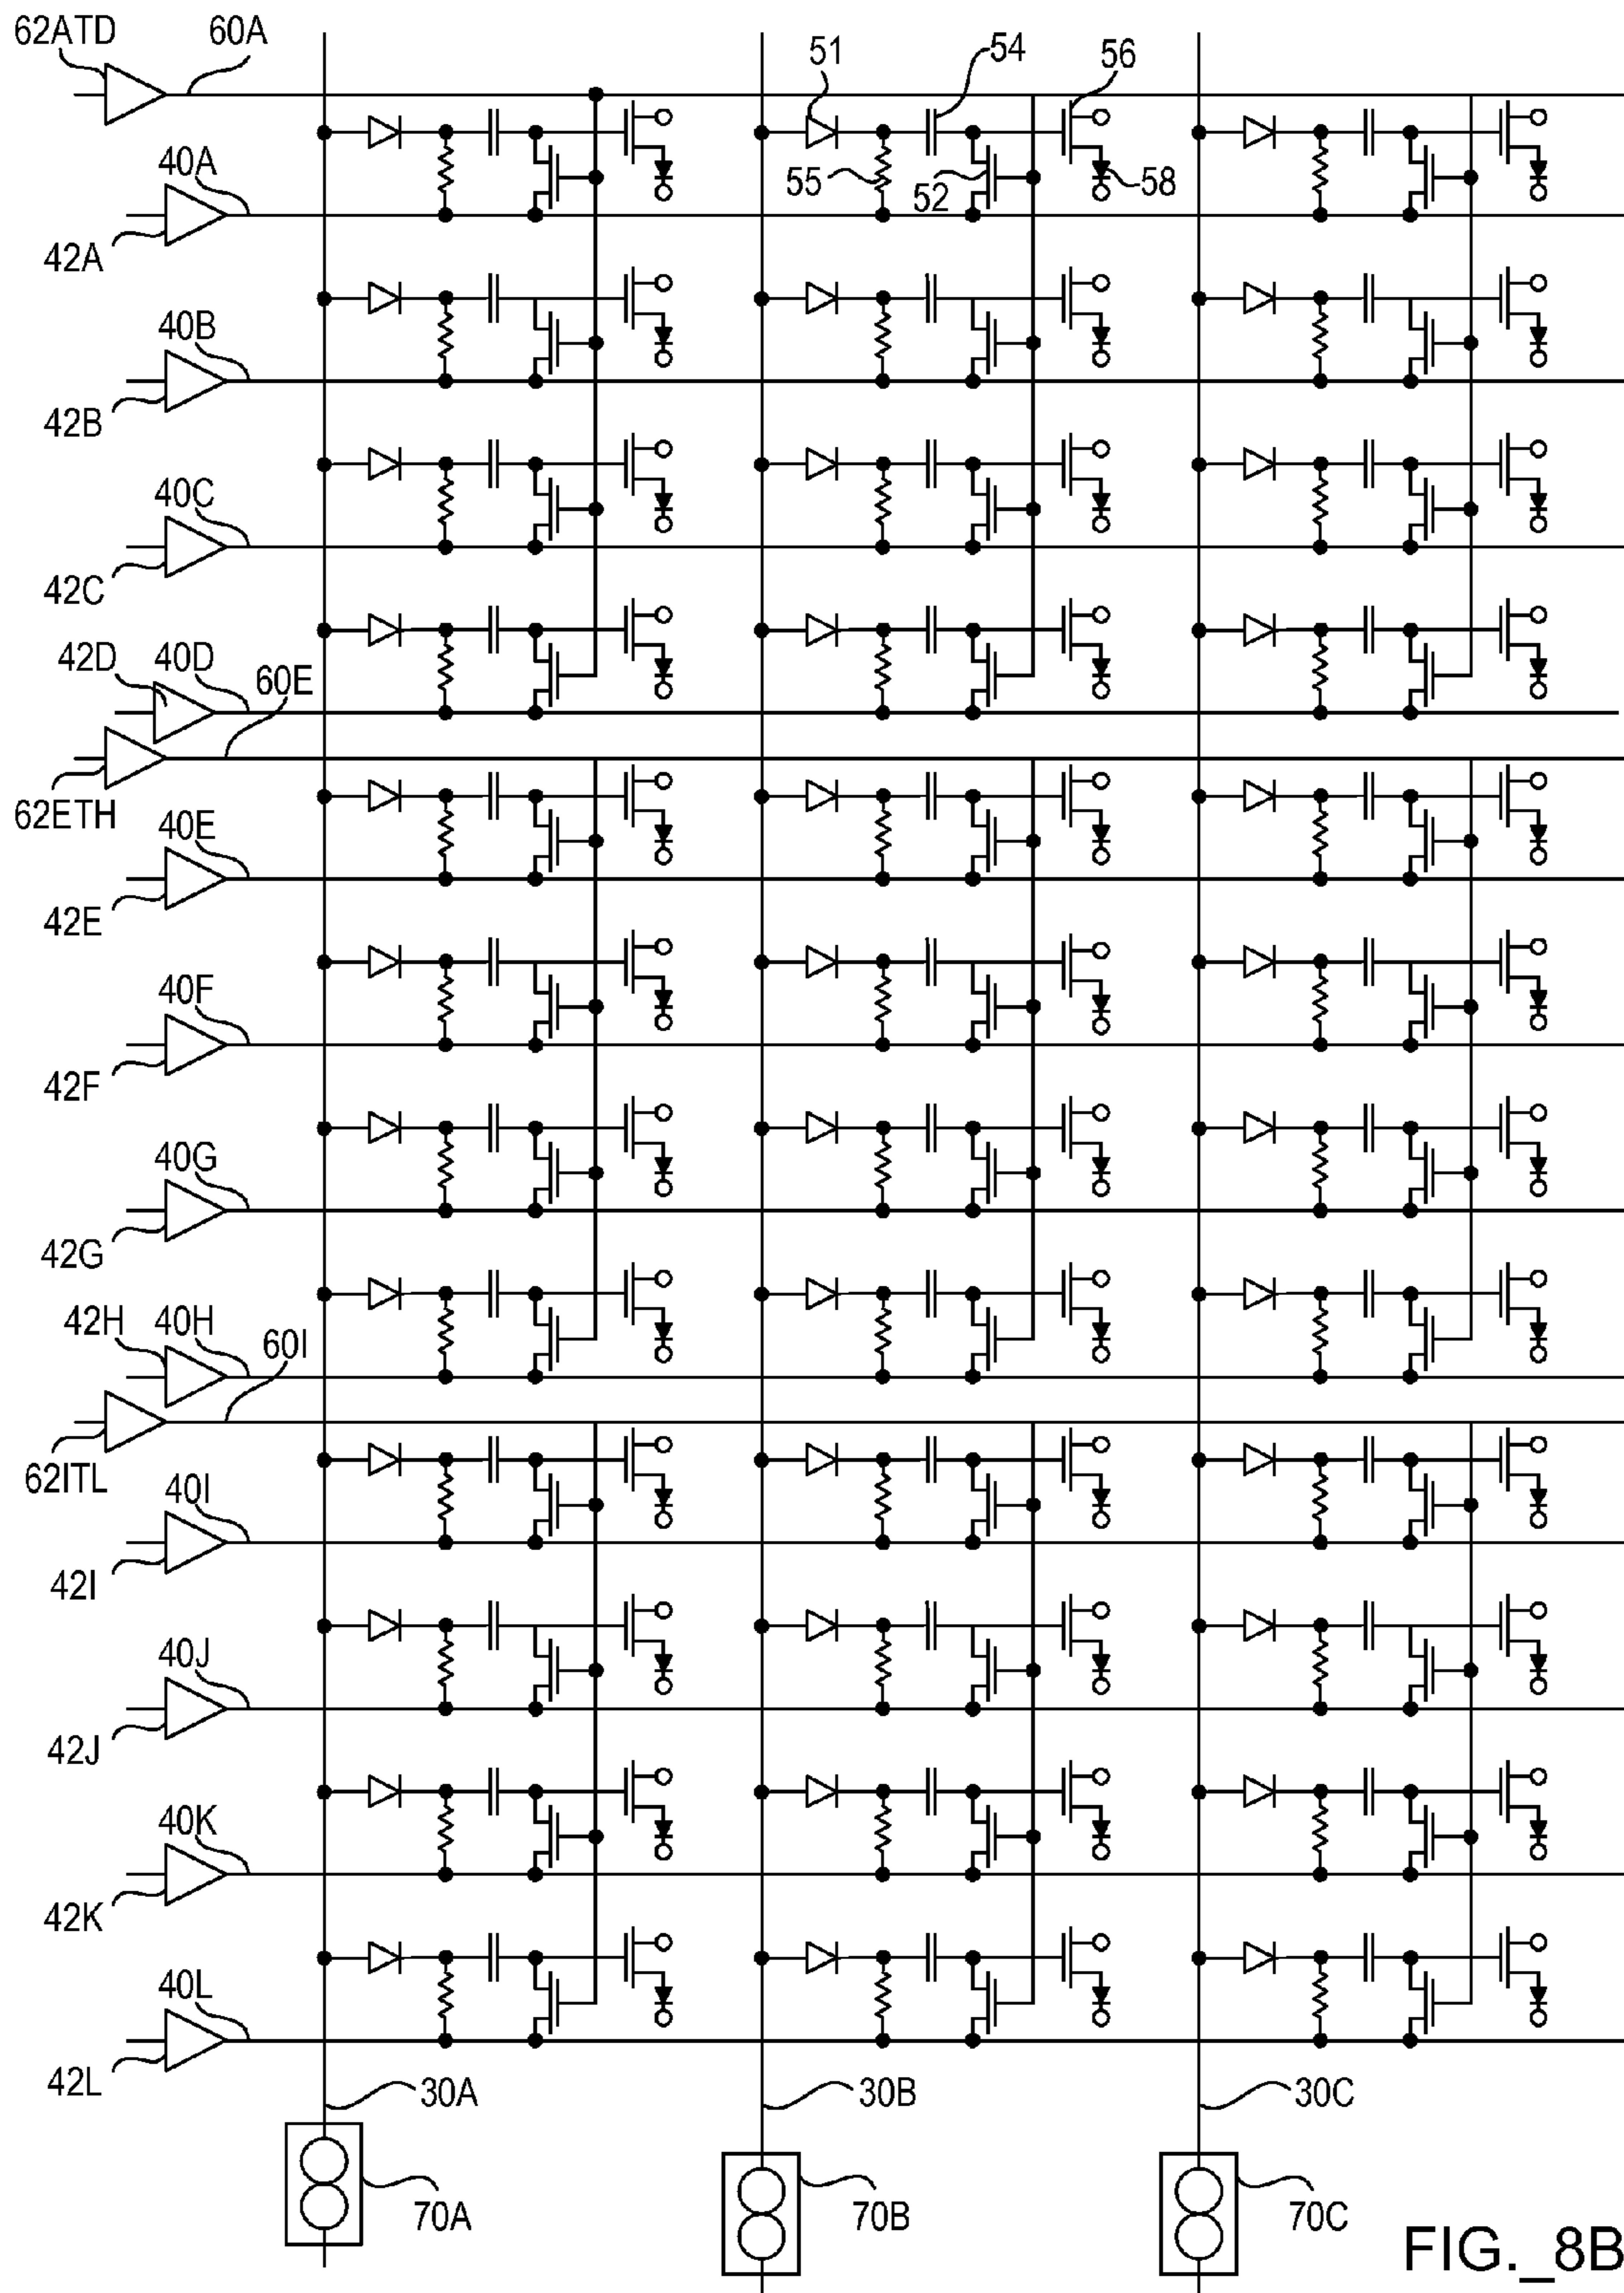 62ATD 60A
51 54 56
40A
55 52 58
42A
40B
42B
40C
42C
42D 40D 60E
62ETH
40E
42E
40F
42F
40G
42G
42H 40H 60I
62ITL
40I
42I
40J
42J
40K
42K
40L
42L
30A 30B 30C
70A 70B 70C
FIG._8B